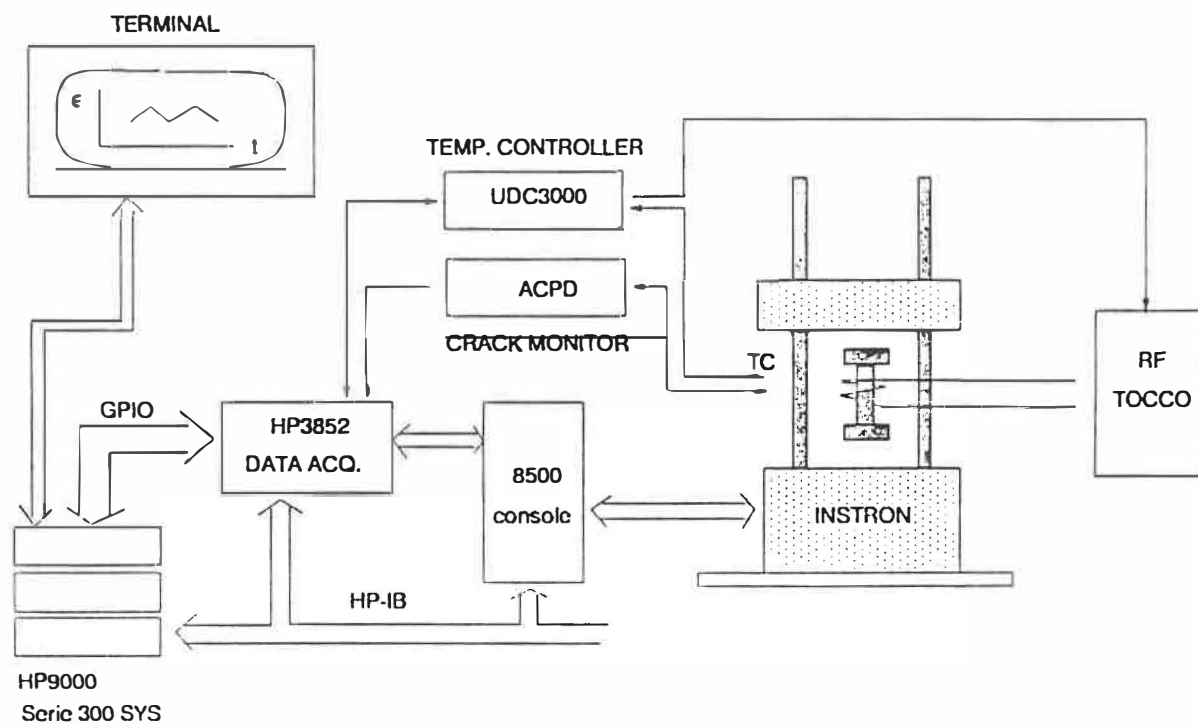 TERMINAL
ϵ
t
TEMP. CONTROLLER
UDC3000
ACPD
CRACK MONITOR
TC
RF
TOCCO
GPIO
HP3852
DATA ACQ.
8500
console
INSTRON
HP-IB
HP9000
Serie 300 SYS